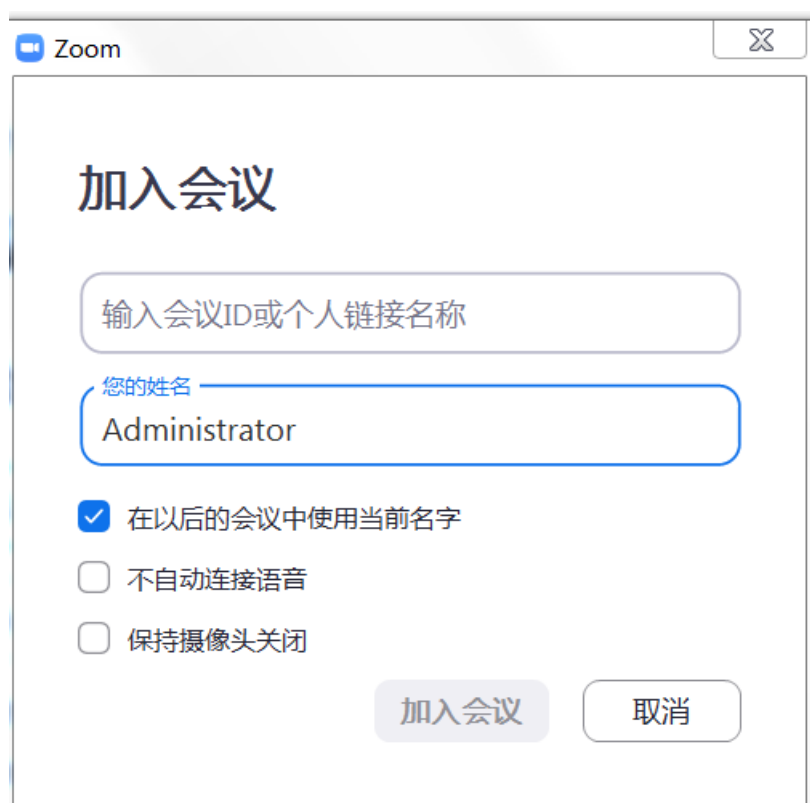 Zoom
加入会议
输入会议ID或个人链接名称
您的姓名
Administrator
在以后的会议中使用当前名字
不自动连接语音
保持摄像头关闭
加入会议 取消